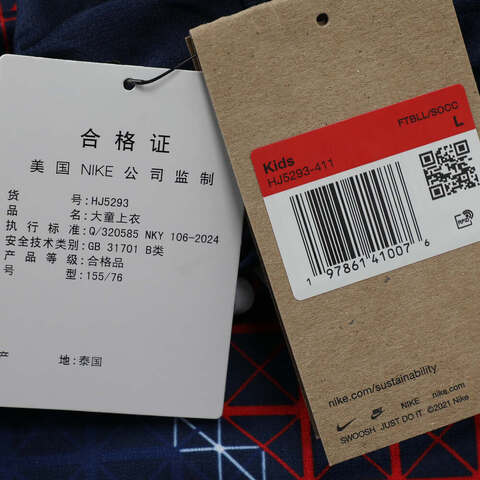 合格证
美国 NIKE 公司监制
货 号: HJ5293
品 名: 大童上衣
执行标准: Q/320585 NKY 106-2024
安全技术类别: GB 31701 B类
产品等级: 合格品
号 型: 155/76
产 地: 泰国
FTBLL/SOCC
L
Kids
HJ5293-411
1 97861 41007 6
RFID
nike.com/sustainability
NIKE nike.com
SWOOSH. JUST DO IT. ©2021 NIKE